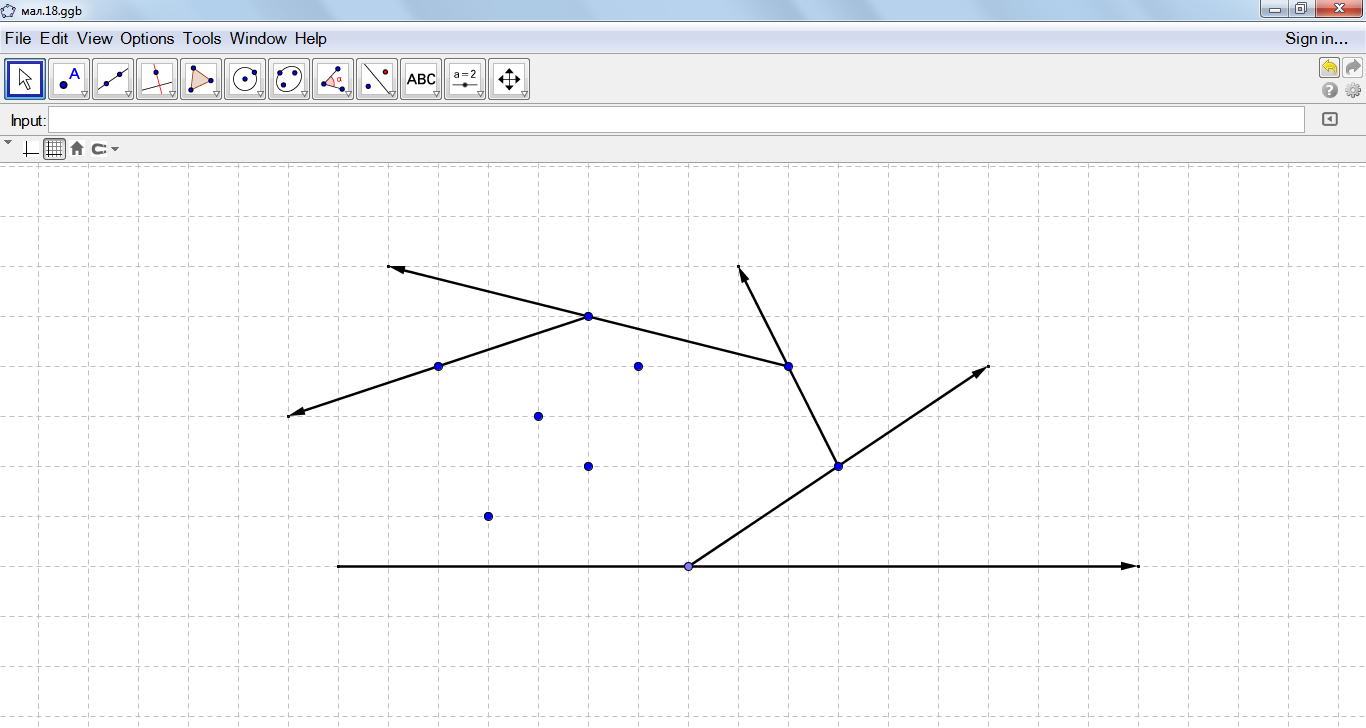 мал.18.ggb
File Edit View Options Tools Window Help Sign in...
A α ABC a=2
Input: